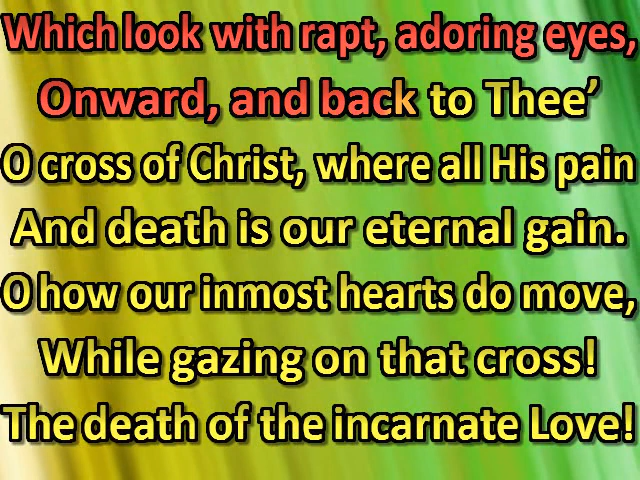 Which look with rapt, adoring eyes,
Onward, and back to Thee’
O cross of Christ, where all His pain
And death is our eternal gain.
O how our inmost hearts do move,
While gazing on that cross!
The death of the incarnate Love!